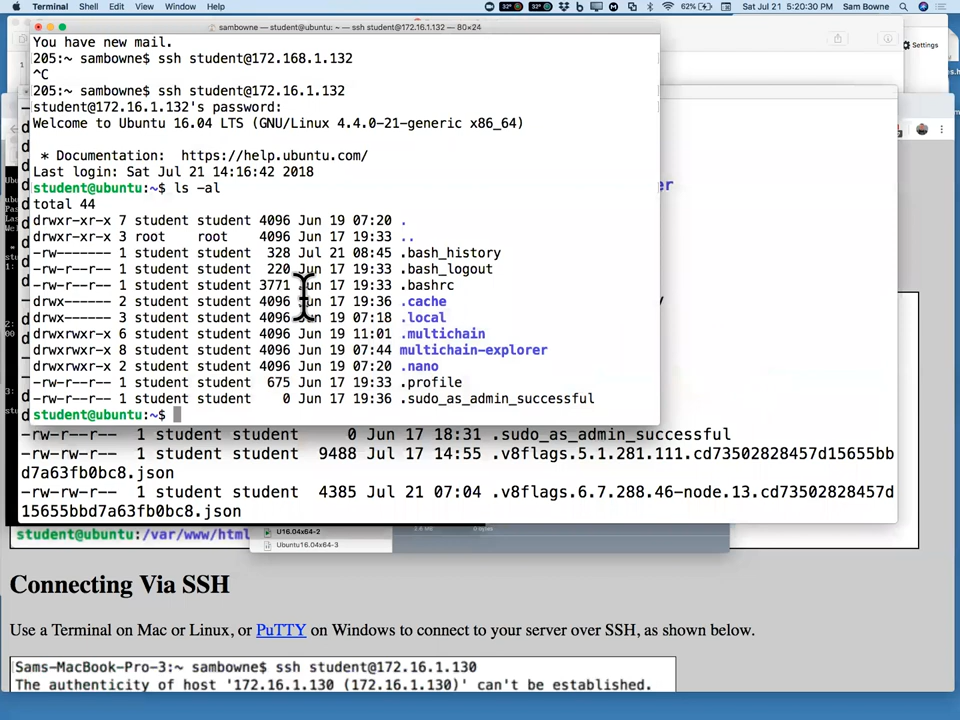 Terminal Shell Edit View Window Help 32° 32° 62% Sat Jul 21 5:20:30 PM Sam Bowne
sambowne — student@ubuntu: ~ — ssh student@172.16.1.132 — 80×24
Settings
You have new mail.
205:~ sambowne$ ssh student@172.168.1.132
^C
205:~ sambowne$ ssh student@172.16.1.132
student@172.16.1.132's password:
Welcome to Ubuntu 16.04 LTS (GNU/Linux 4.4.0-21-generic x86_64)
* Documentation:  https://help.ubuntu.com/
Last login: Sat Jul 21 14:16:42 2018
student@ubuntu:~$ ls -al
total 44
drwxr-xr-x 7 student student 4096 Jun 19 07:20 .
drwxr-xr-x 3 root    root    4096 Jun 17 19:33 ..
-rw------- 1 student student  328 Jul 21 08:45 .bash_history
-rw-r--r-- 1 student student  220 Jun 17 19:33 .bash_logout
-rw-r--r-- 1 student student 3771 Jun 17 19:33 .bashrc
drwx------ 2 student student 4096 Jun 17 19:36 .cache
drwx------ 3 student student 4096 Jun 19 07:18 .local
drwxrwxr-x 6 student student 4096 Jun 19 11:01 .multichain
drwxrwxr-x 8 student student 4096 Jun 19 07:44 multichain-explorer
drwxrwxr-x 2 student student 4096 Jun 19 07:20 .nano
-rw-r--r-- 1 student student  675 Jun 17 19:33 .profile
-rw-r--r-- 1 student student    0 Jun 17 19:36 .sudo_as_admin_successful
student@ubuntu:~$
-rw-r--r--  1 student student     0 Jun 17 18:31 .sudo_as_admin_successful
-rw-rw-r--  1 student student  9488 Jul 17 14:55 .v8flags.5.1.281.111.cd73502828457d15655bb
d7a63fb0bc8.json
-rw-rw-r--  1 student student  4385 Jul 21 07:04 .v8flags.6.7.288.46-node.13.cd73502828457d
15655bbd7a63fb0bc8.json
student@ubuntu:/var/www/html
U16.04x64-2
Ubuntu16.04x64-3
Connecting Via SSH
Use a Terminal on Mac or Linux, or PuTTY on Windows to connect to your server over SSH, as shown below.
Sams-MacBook-Pro-3:~ sambowne$ ssh student@172.16.1.130
The authenticity of host '172.16.1.130 (172.16.1.130)' can't be established.